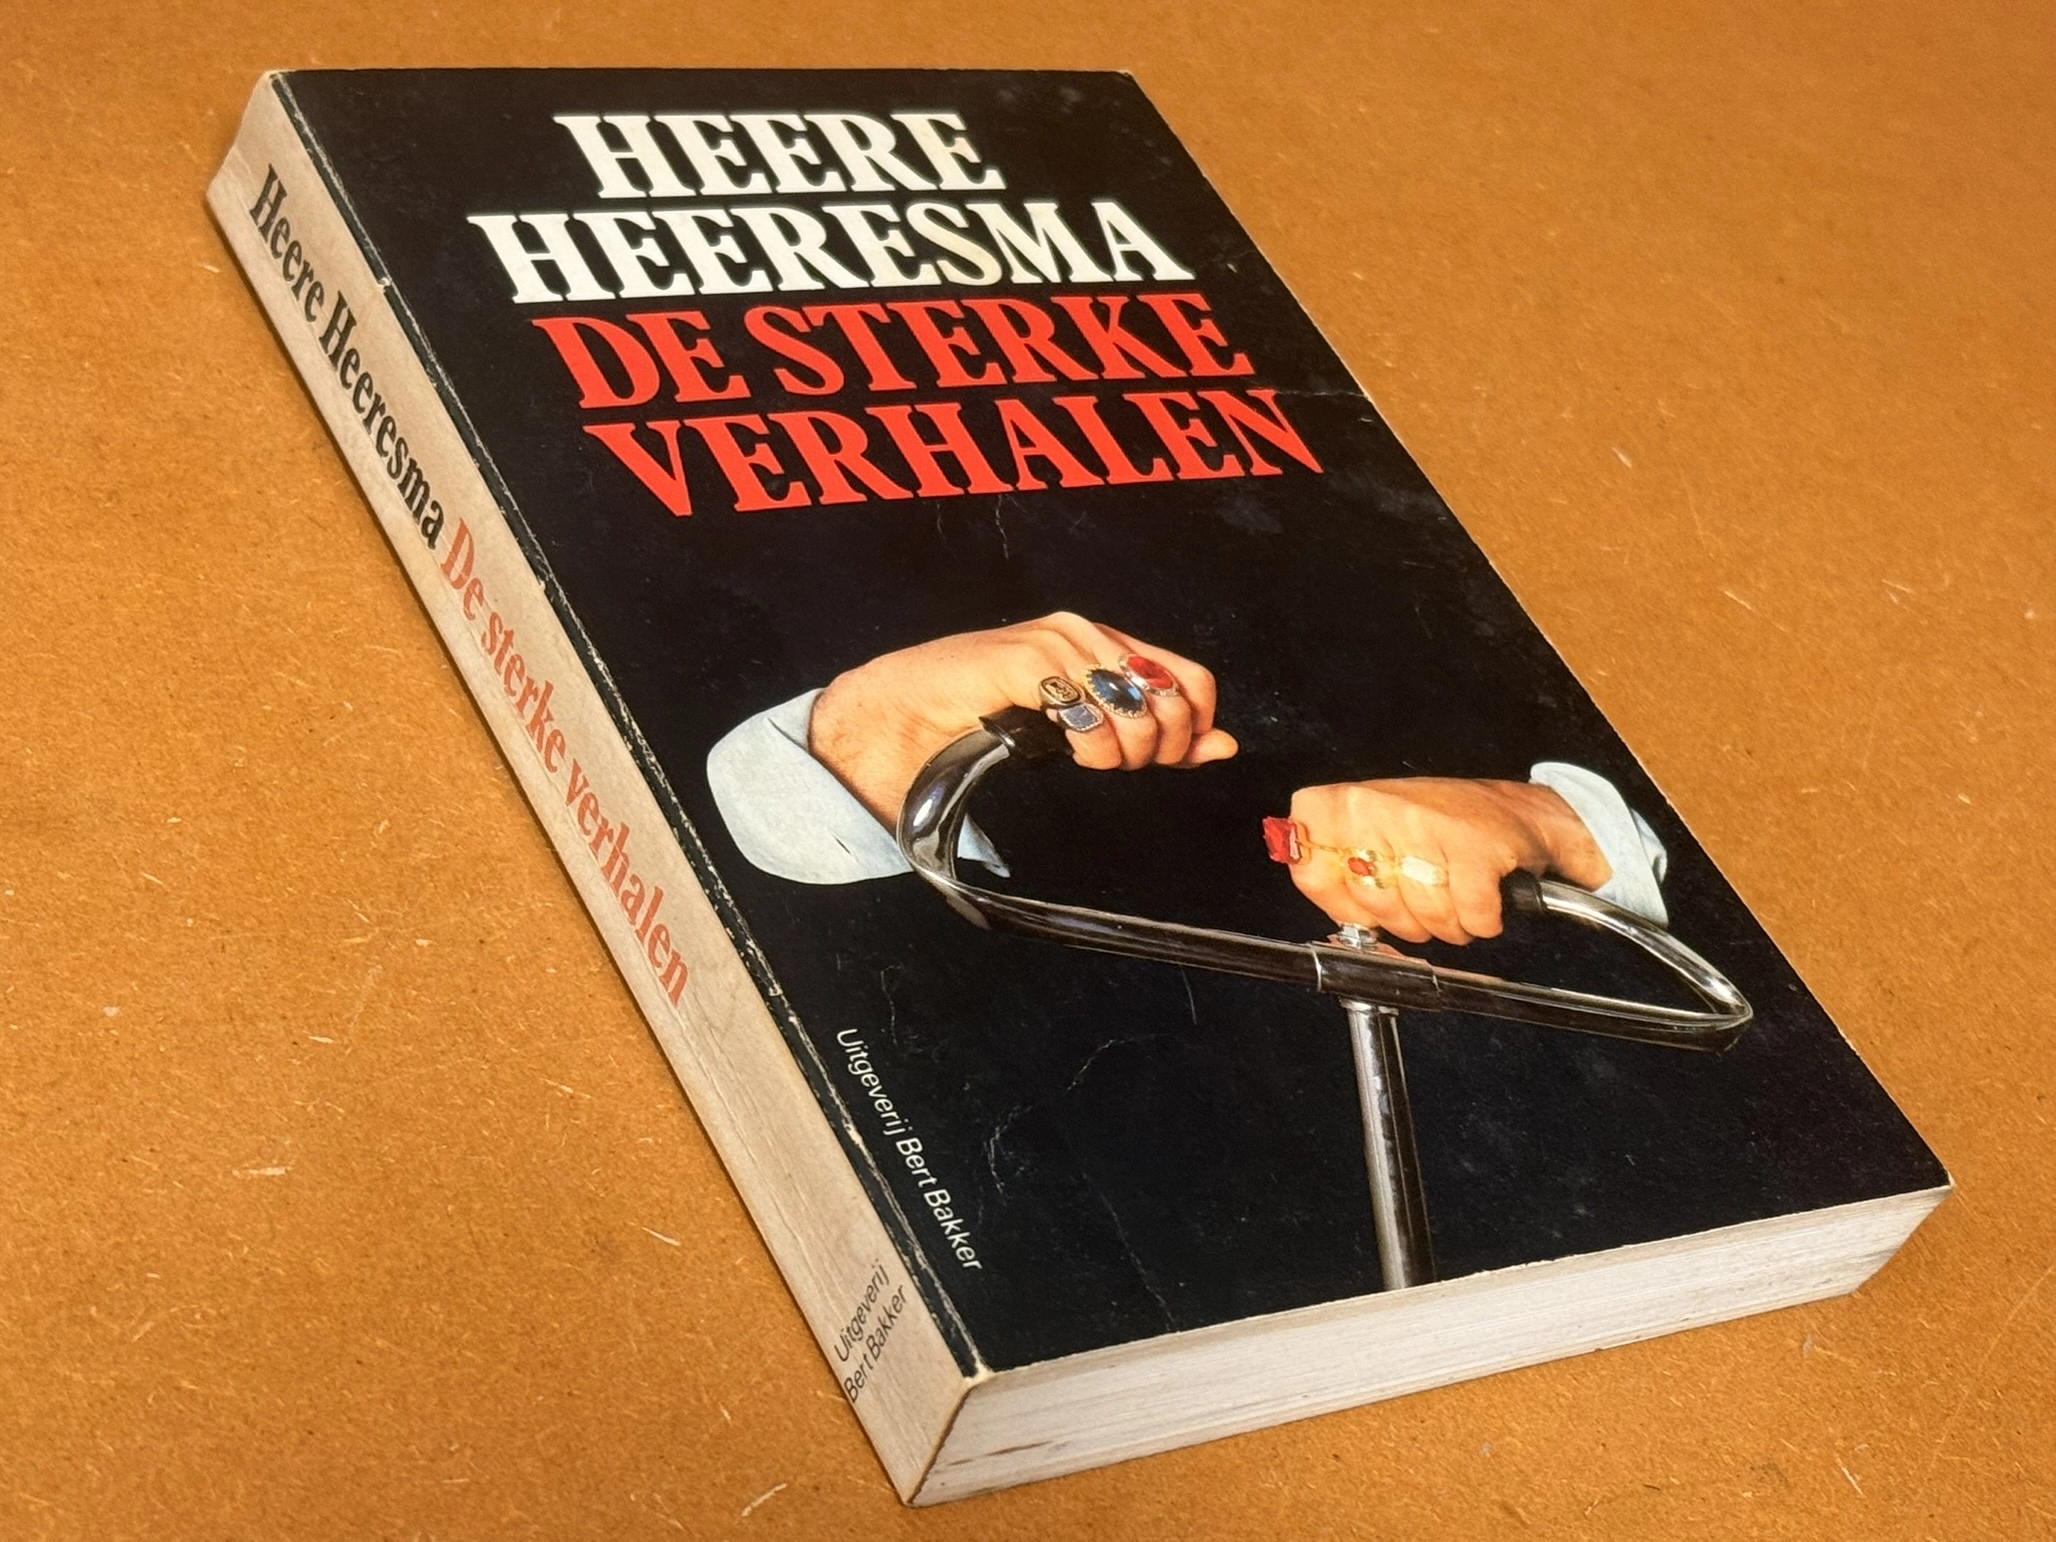 HEERE
HEERESMA
DE STERKE
VERHALEN
Uitgeverij Bert Bakker
Heere Heeresma De sterke verhalen
Uitgeverij
Bert Bakker